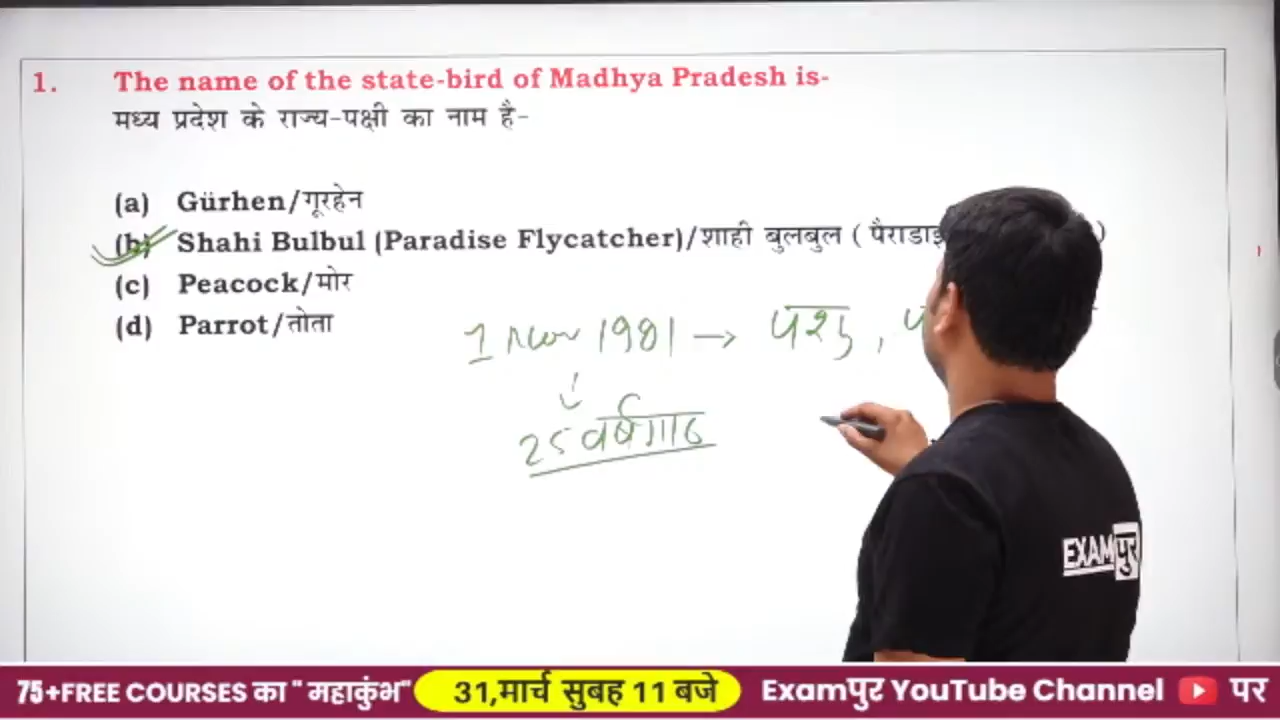 1. The name of the state-bird of Madhya Pradesh is-
मध्य प्रदेश के राज्य-पक्षी का नाम है-
(a) Gürhen/गूरहेन
(b) Shahi Bulbul (Paradise Flycatcher)/शाही बुलबुल ( पैराडाइ )
(c) Peacock/मोर
(d) Parrot/तोता
1 Nov 1981 → पशु, प
25 वर्षगाठ
EXAMपुर
75+FREE COURSES का " महाकुंभ" 31,मार्च सुबह 11 बजे Examपुर YouTube Channel पर